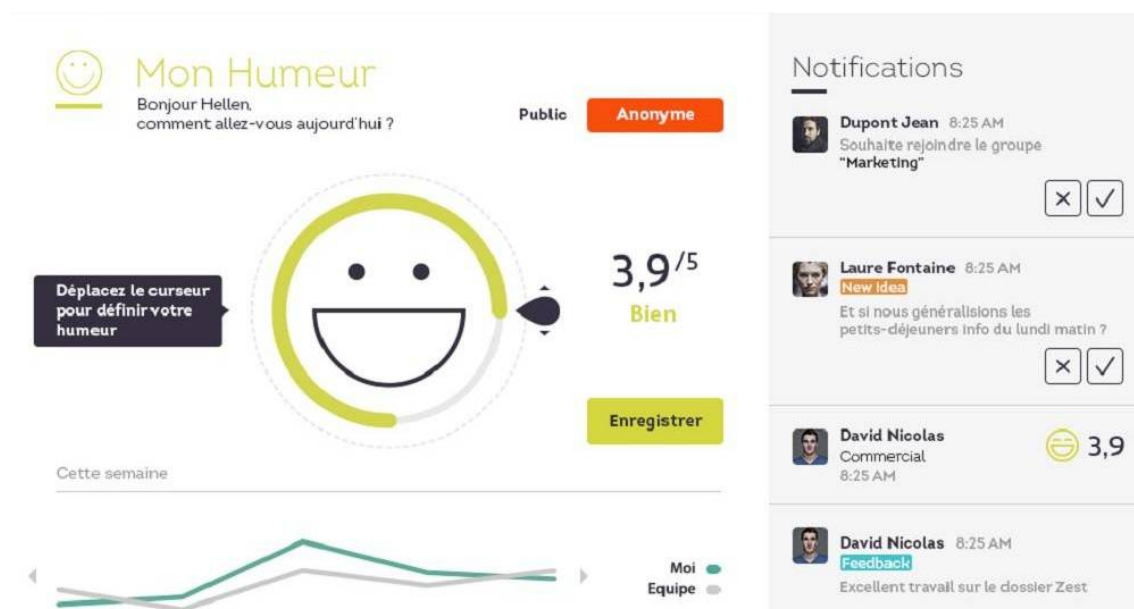 Mon Humeur
Bonjour Hellen,
comment allez-vous aujourd'hui ?
Public
Anonyme
Déplacez le curseur
pour définir votre
humeur
3,9/5
Bien
Enregistrer
Cette semaine
Moi
Equipe
Notifications
Dupont Jean 8:25 AM
Souhaite rejoindre le groupe
"Marketing"
Laure Fontaine 8:25 AM
New Idea
Et si nous généralisions les
petits-déjeuners info du lundi matin ?
David Nicolas
Commercial
8:25 AM
3,9
David Nicolas 8:25 AM
Feedback
Excellent travail sur le dossier Zest